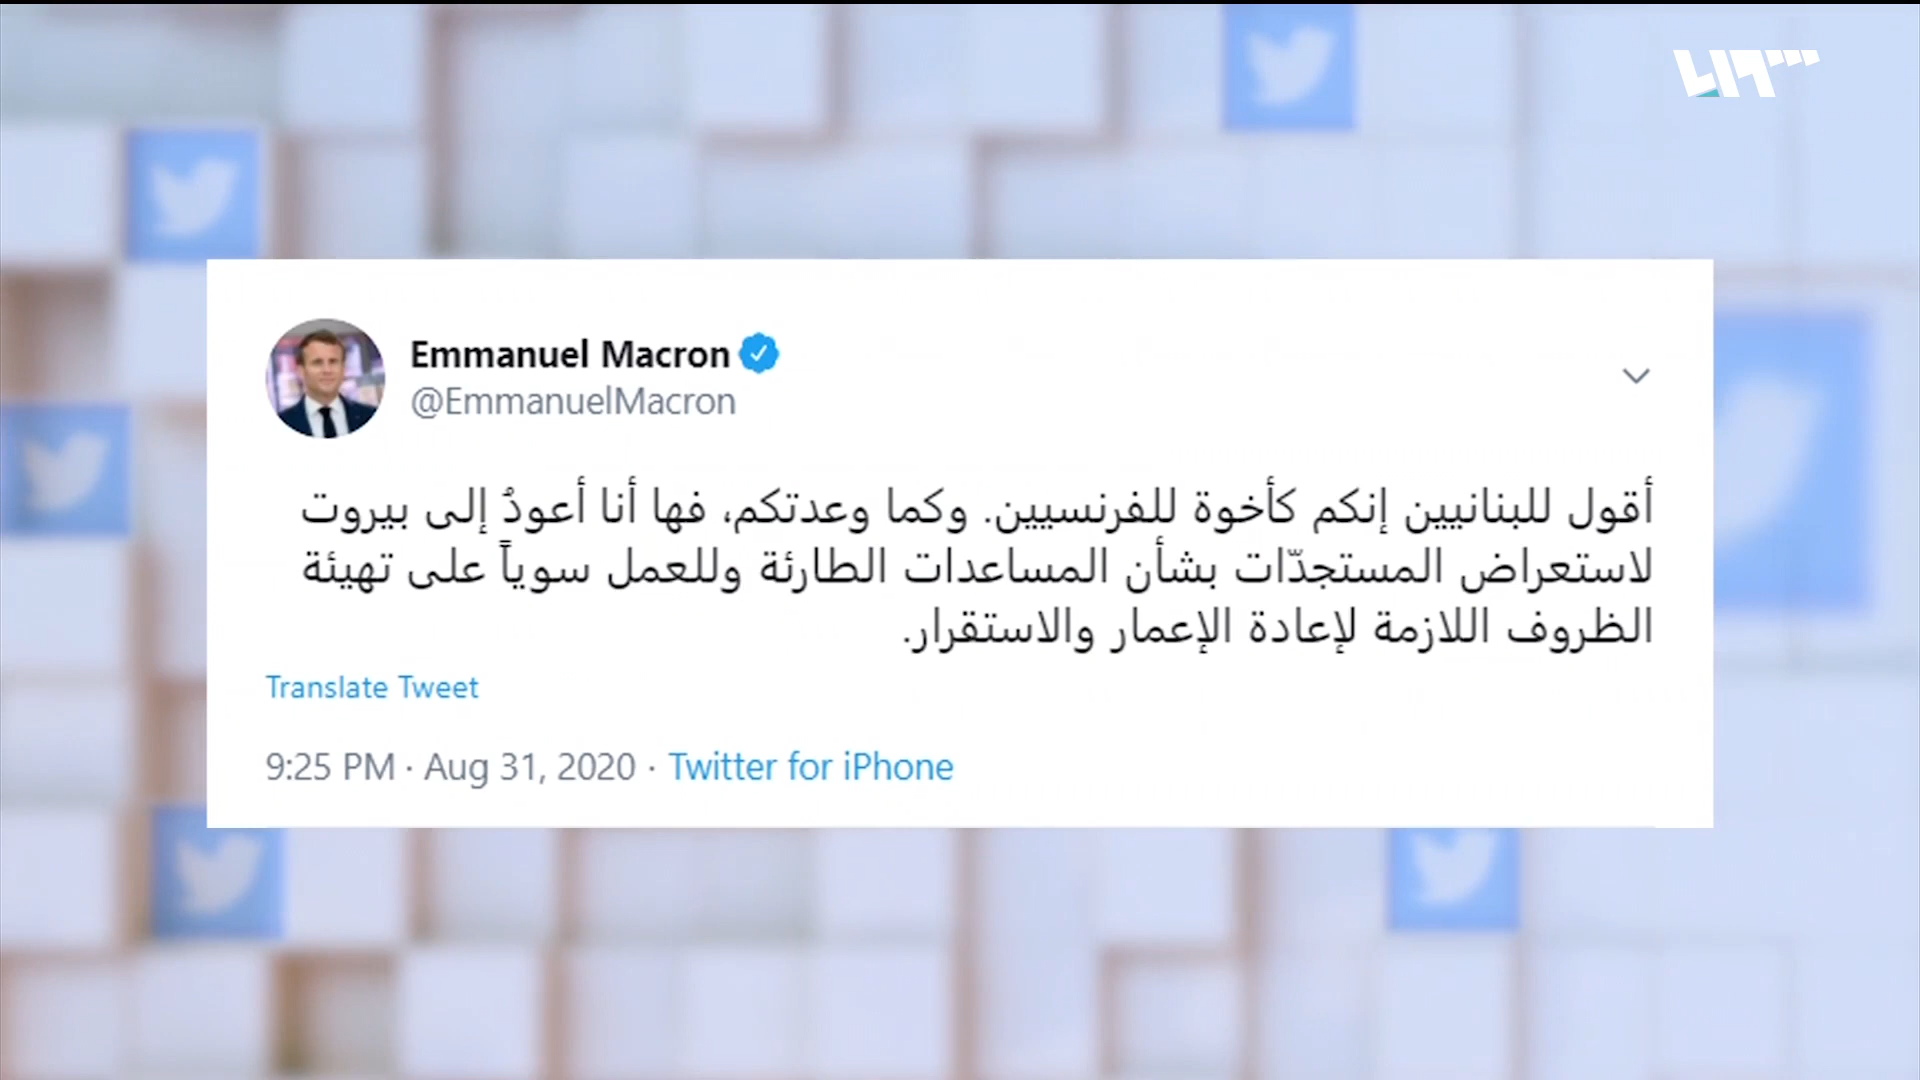 Emmanuel Macron
@EmmanuelMacron
أقول للبنانيين إنكم كأخوة للفرنسيين. وكما وعدتكم، فها أنا أعودُ إلى بيروت
لاستعراض المستجدّات بشأن المساعدات الطارئة وللعمل سوياً على تهيئة
الظروف اللازمة لإعادة الإعمار والاستقرار.
Translate Tweet
9:25 PM · Aug 31, 2020 · Twitter for iPhone